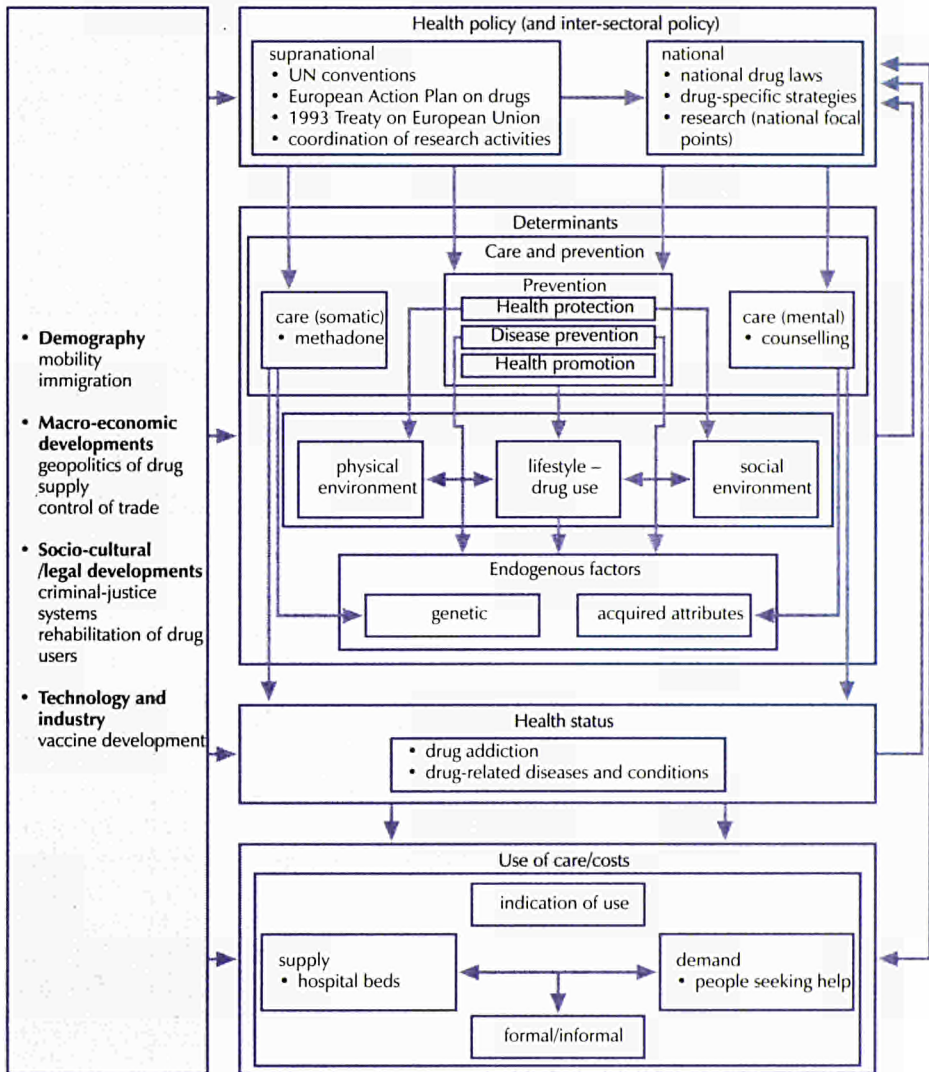 Health policy (and inter-sectoral policy)
supranational
• UN conventions
• European Action Plan on drugs
• 1993 Treaty on European Union
• coordination of research activities
national
• national drug laws
• drug-specific strategies
• research (national focal
points)
Determinants
Care and prevention
Prevention
Health protection
Disease prevention
Health promotion
care (somatic)
• methadone
care (mental)
• counselling
• Demography
mobility
immigration
• Macro-economic
developments
geopolitics of drug
supply
control of trade
• Socio-cultural
/legal developments
criminal-justice
systems
rehabilitation of drug
users
• Technology and
industry
vaccine development
physical
environment
lifestyle –
drug use
social
environment
Endogenous factors
genetic
acquired attributes
Health status
• drug addiction
• drug-related diseases and conditions
Use of care/costs
indication of use
supply
• hospital beds
demand
• people seeking help
formal/informal